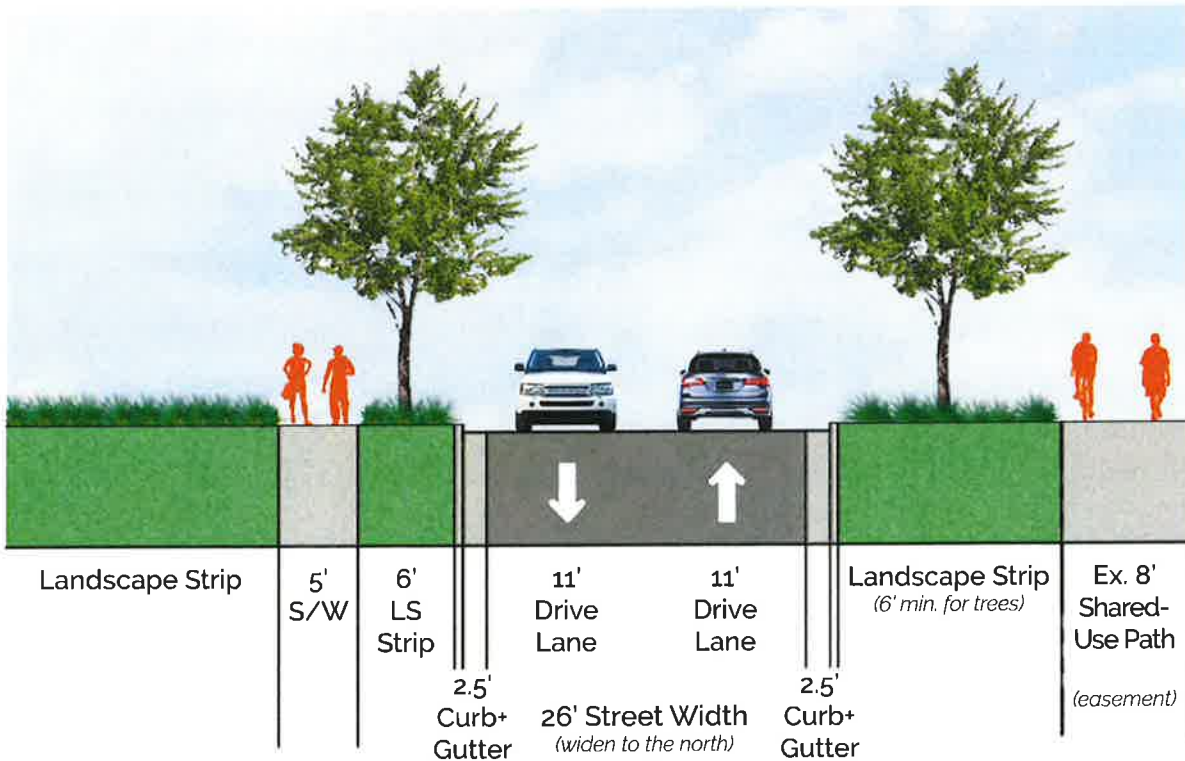 Landscape Strip
5'
S/W
6'
LS
Strip
11'
Drive
Lane
11'
Drive
Lane
Landscape Strip
(6' min. for trees)
Ex. 8'
Shared-
Use Path
(easement)
2.5'
Curb+
Gutter
26' Street Width
(widen to the north)
2.5'
Curb+
Gutter